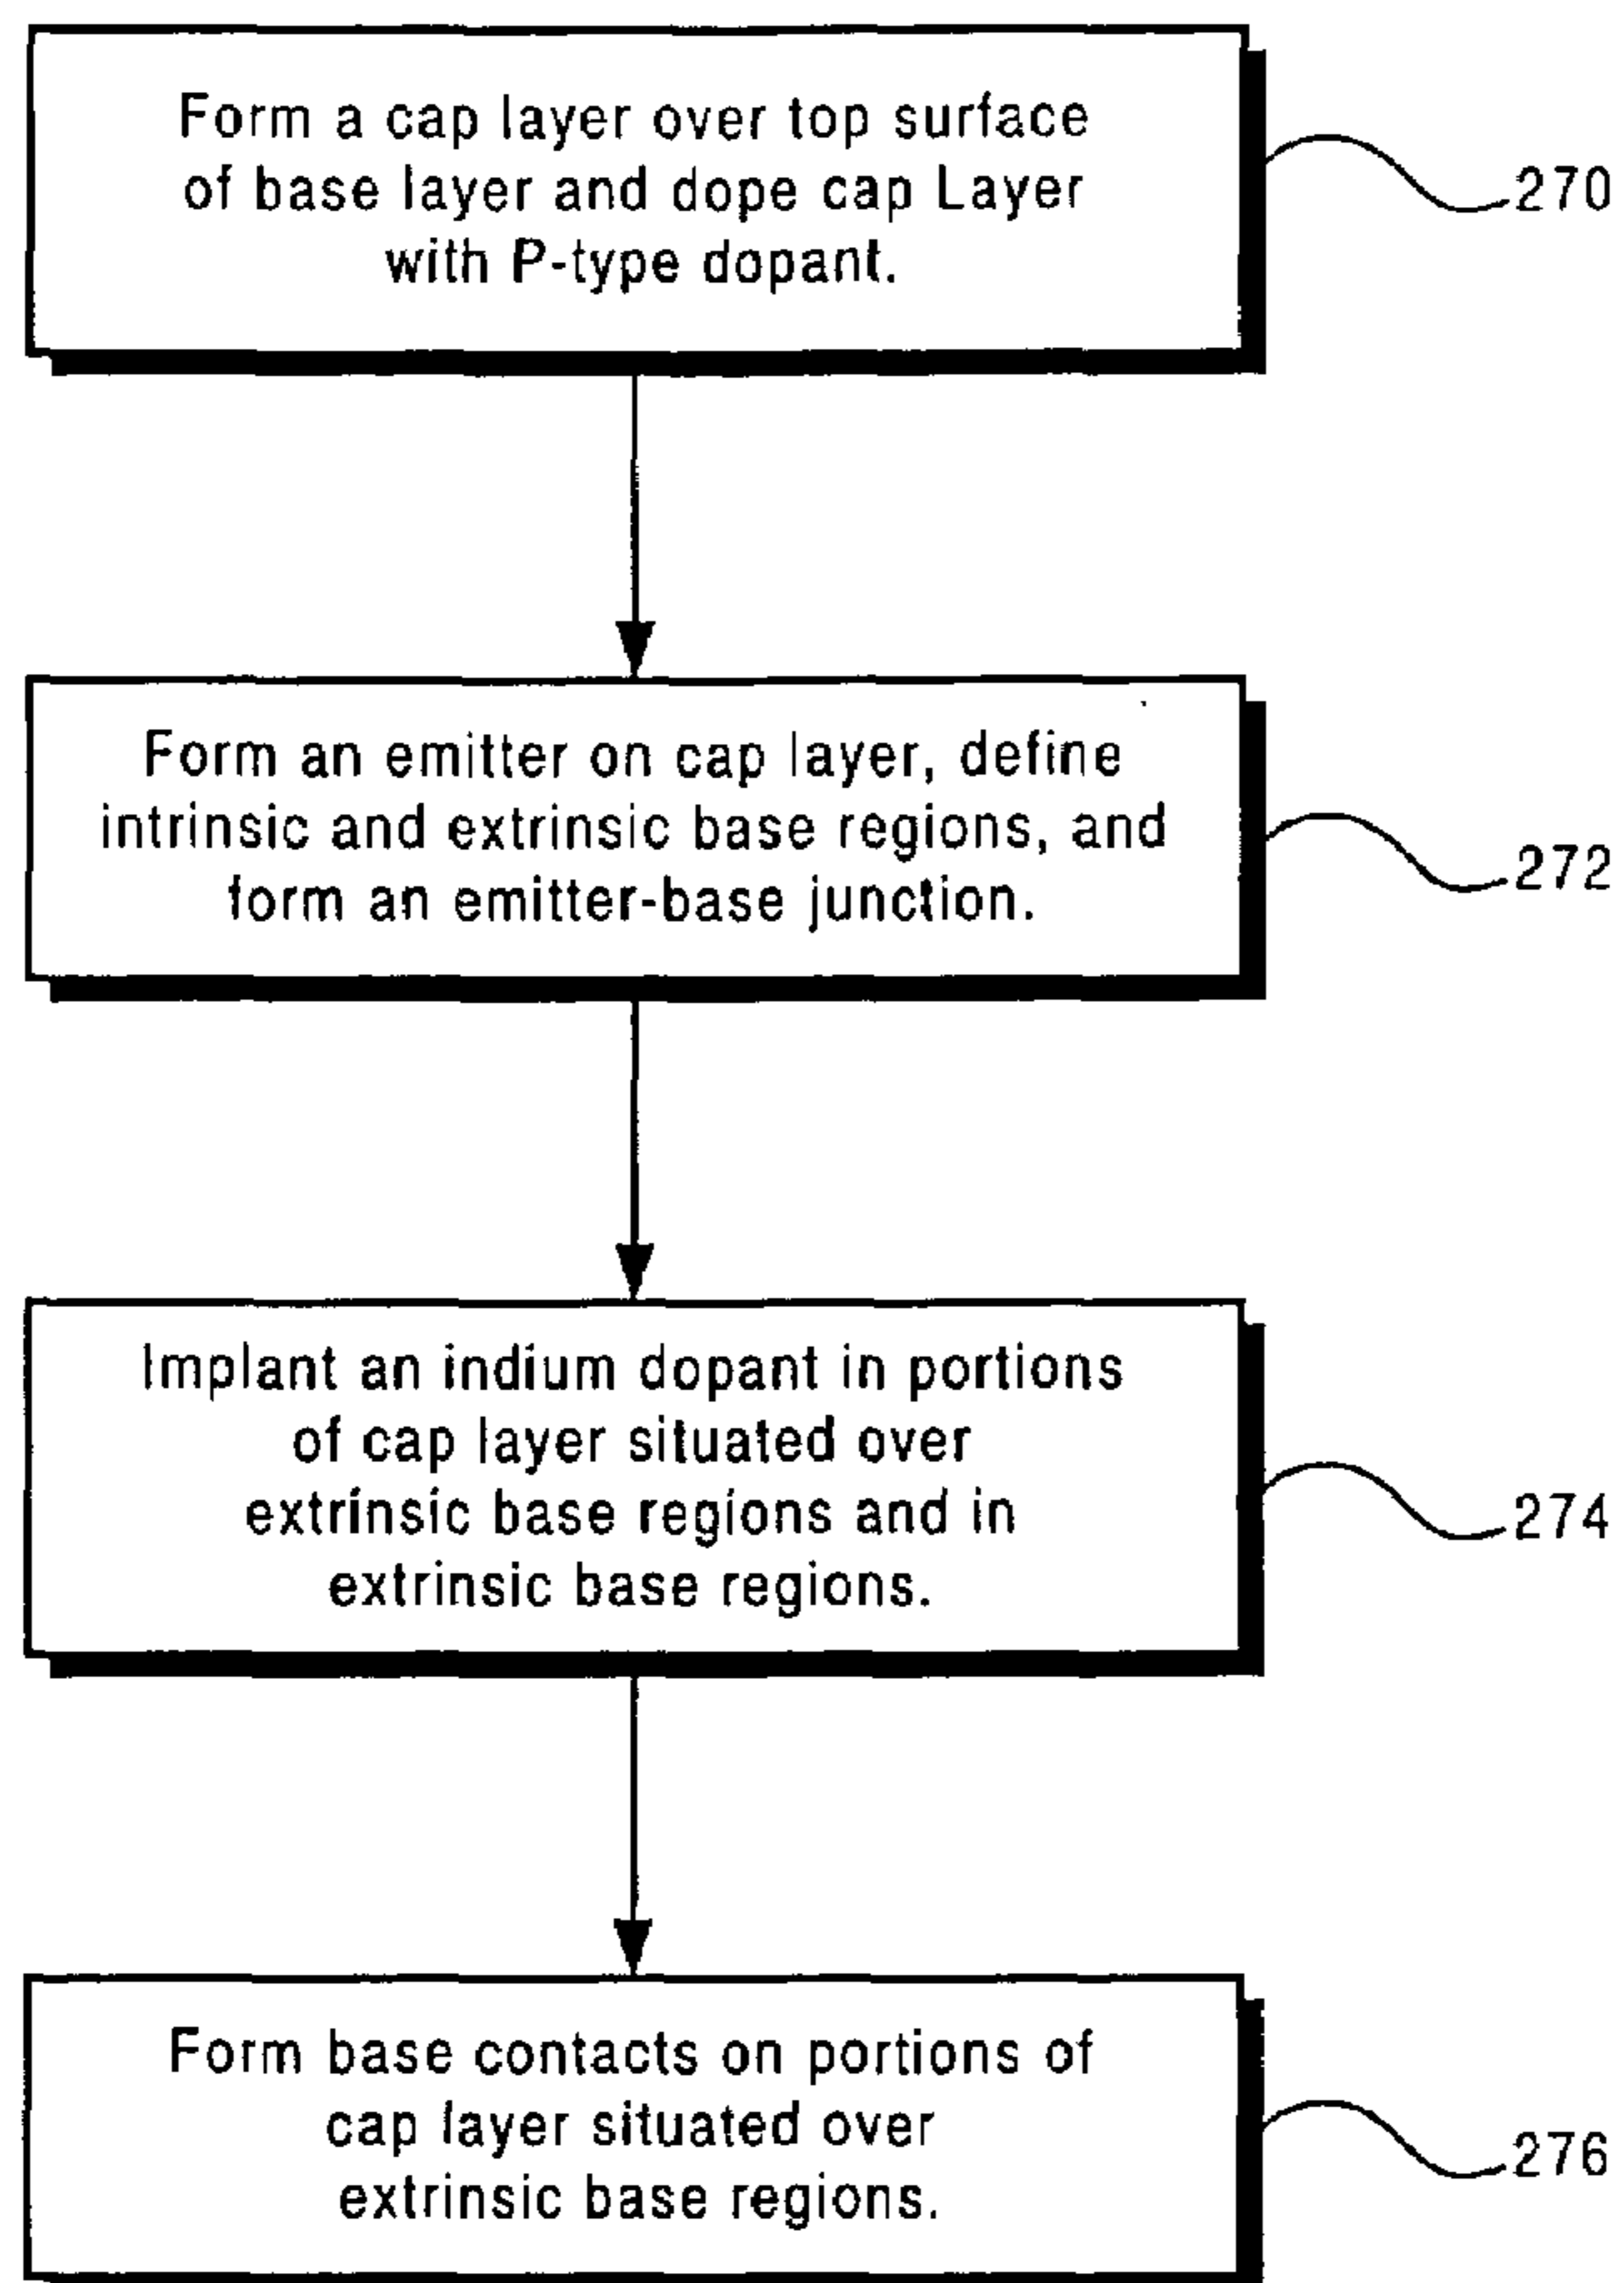 Form a cap layer over top surface
of base layer and dope cap Layer
with P-type dopant.
270
Form an emitter on cap layer, define
intrinsic and extrinsic base regions, and
form an emitter-base junction.
272
Implant an indium dopant in portions
of cap layer situated over
extrinsic base regions and in
extrinsic base regions.
274
Form base contacts on portions of
cap layer situated over
extrinsic base regions.
276